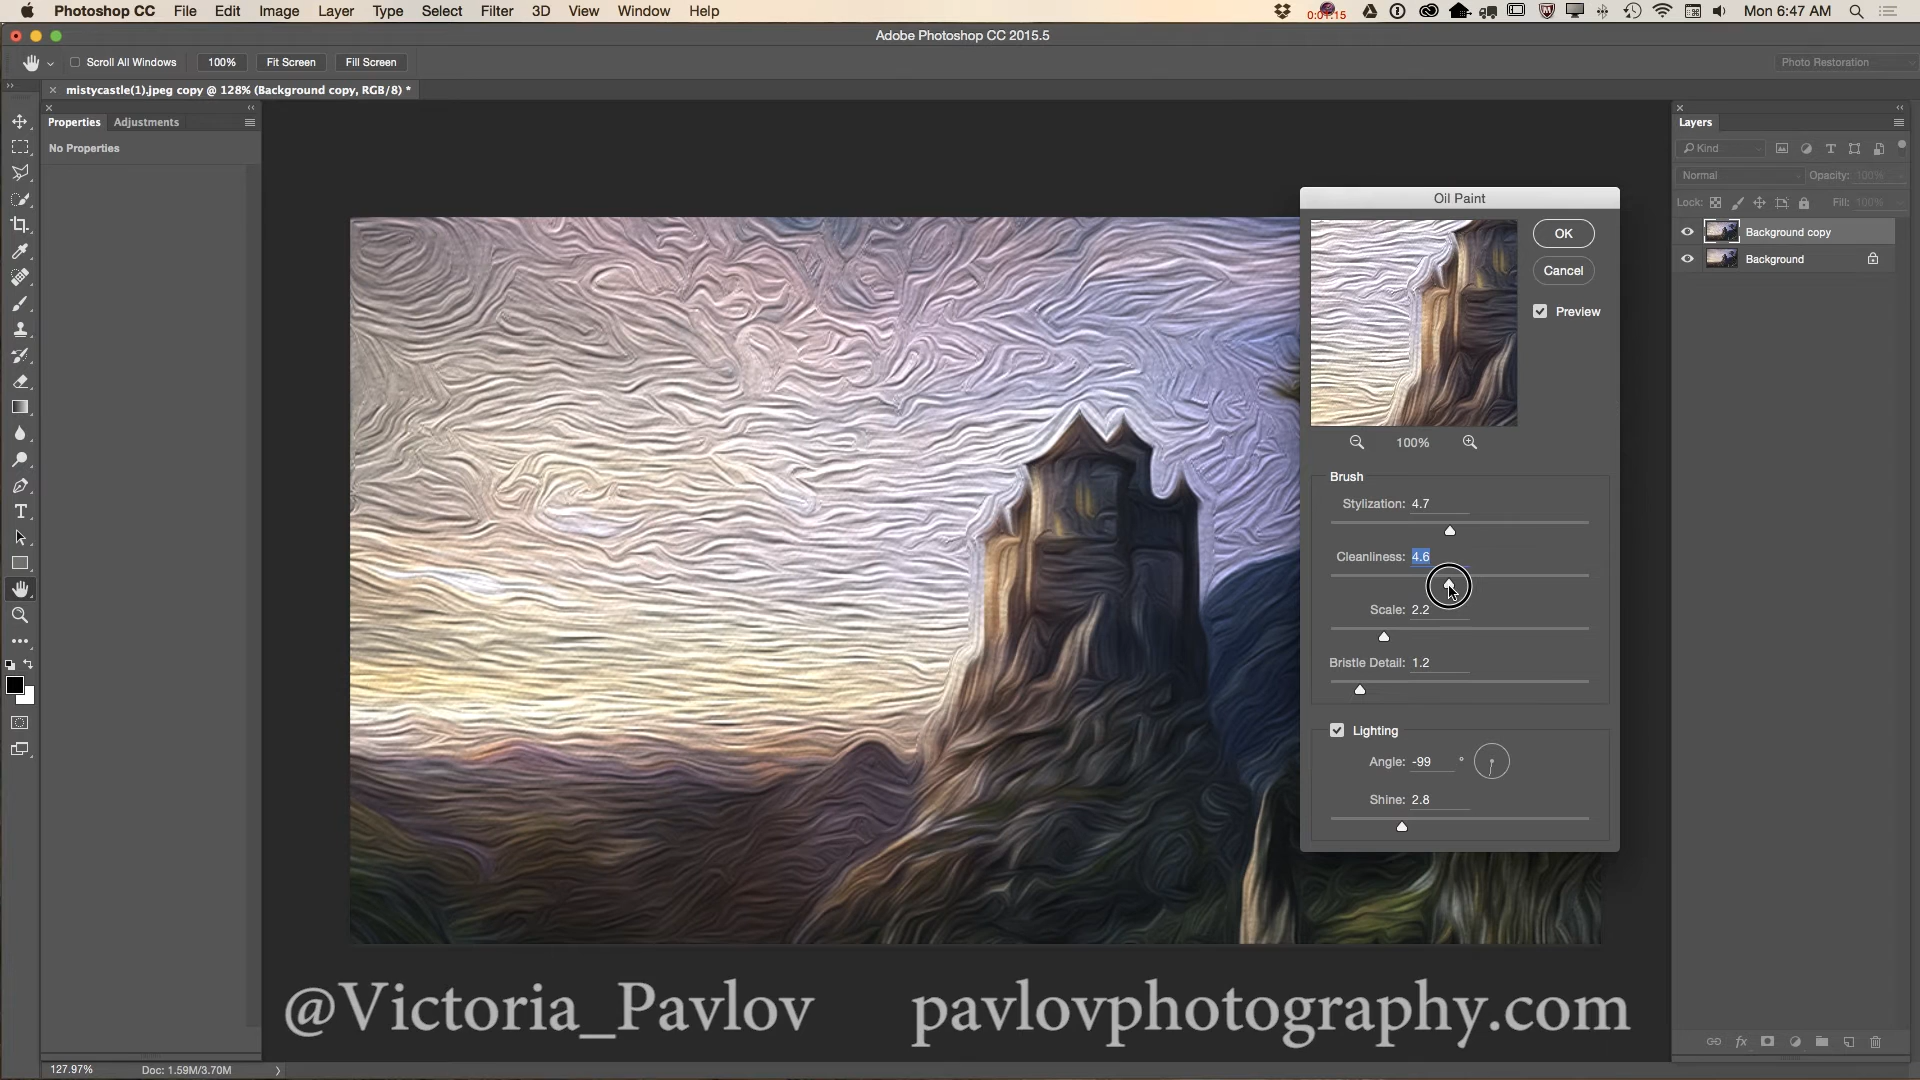 Photoshop CC File Edit Image Layer Type Select Filter 3D View Window Help
Mon 6:47 AM
Adobe Photoshop CC 2015.5
Scroll All Windows 100% Fit Screen Fill Screen
Photo Restoration
mistycastle(1).jpeg copy @ 128% (Background copy, RGB/8) *
Properties Adjustments
No Properties
Layers
Kind
Normal Opacity: 100%
Lock: Fill: 100%
Background copy
Background
Oil Paint
OK
Cancel
Preview
100%
Brush
Stylization: 4.7
Cleanliness: 4.6
Scale: 2.2
Bristle Detail: 1.2
Lighting
Angle: -99 °
Shine: 2.8
@Victoria_Pavlov pavlovphotography.com
127.97% Doc: 1.59M/3.70M